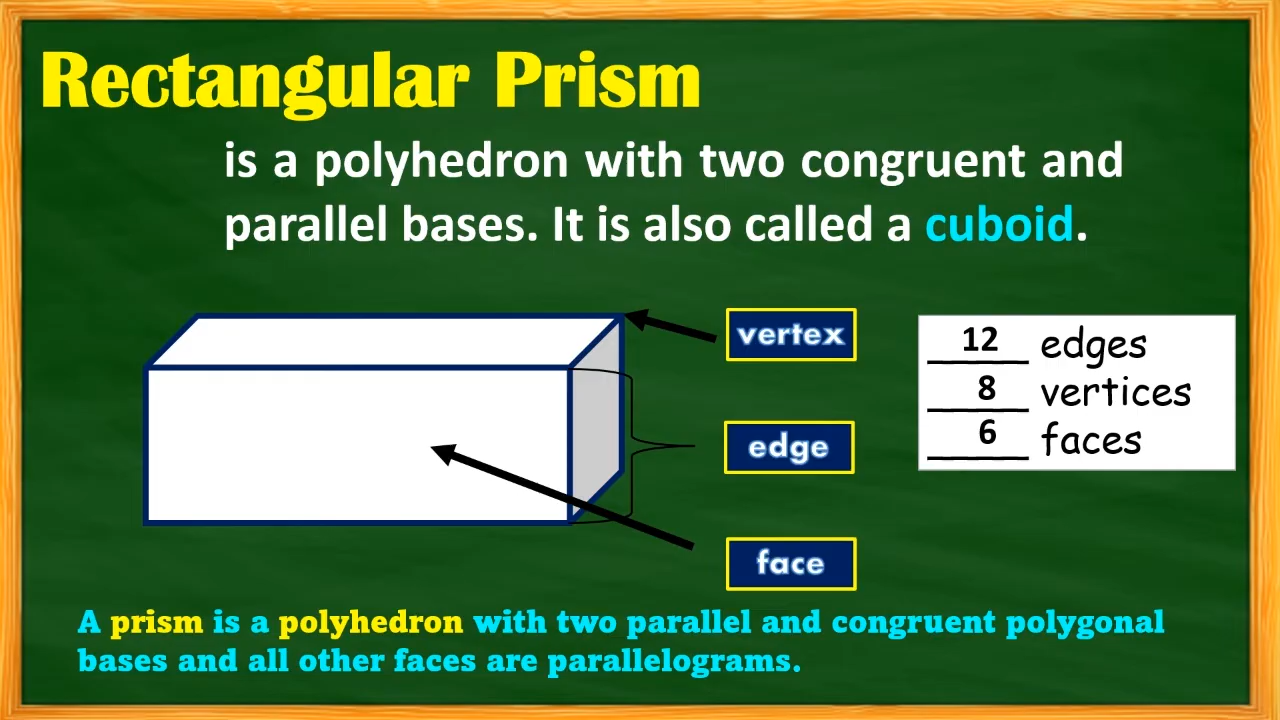 Rectangular Prism
is a polyhedron with two congruent and
parallel bases. It is also called a cuboid.
vertex
edge
face
12 edges
8 vertices
6 faces
A prism is a polyhedron with two parallel and congruent polygonal
bases and all other faces are parallelograms.